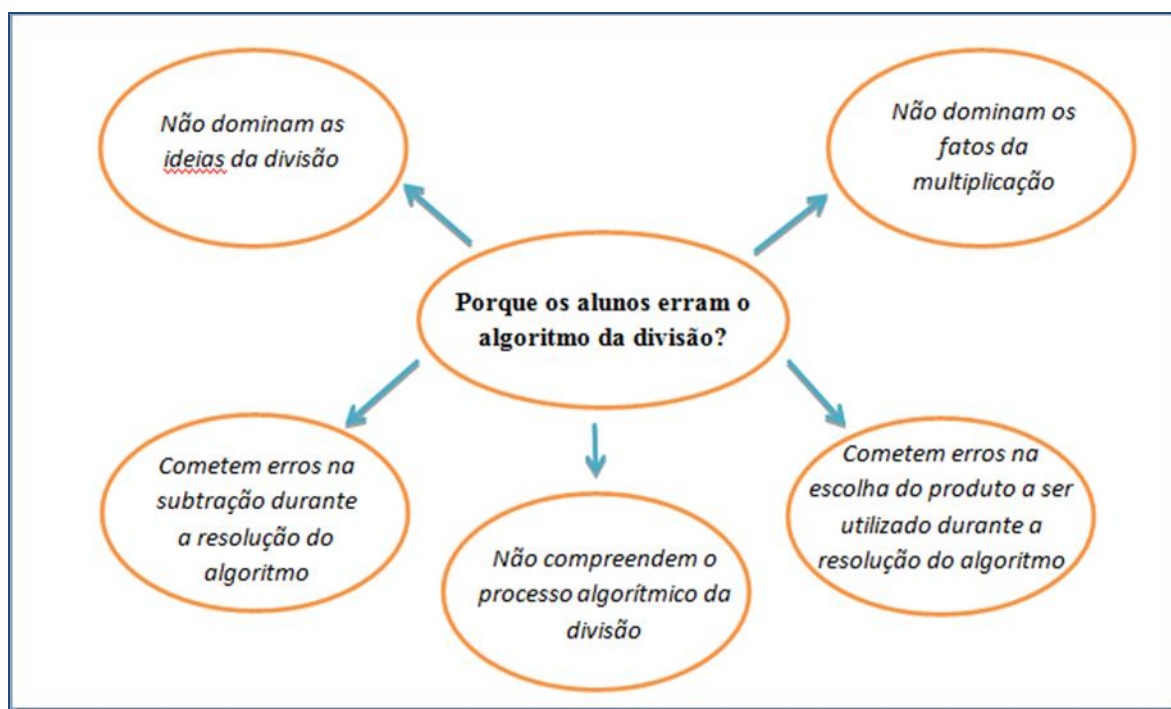 Não dominam as
ideias da divisão
Não dominam os
fatos da
multiplicação
Porque os alunos erram o
algoritmo da divisão?
Cometem erros na
subtração durante
a resolução do
algoritmo
Não compreendem o
processo algorítmico da
divisão
Cometem erros na
escolha do produto a ser
utilizado durante a
resolução do algoritmo